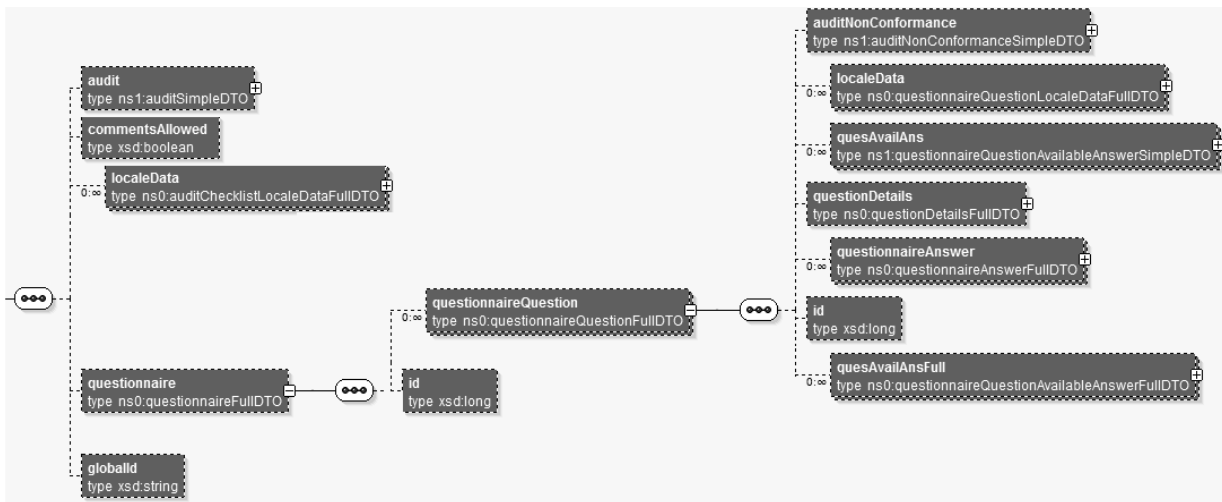 audit
type ns1:auditSimpleDTO
commentsAllowed
type xsd:boolean
localeData
type ns0:auditChecklistLocaleDataFullDTO
0:∞
questionnaire
type ns0:questionnaireFullDTO
globalId
type xsd:string
questionnaireQuestion
type ns0:questionnaireQuestionFullDTO
0:∞
id
type xsd:long
auditNonConformance
type ns1:auditNonConformanceSimpleDTO
localeData
type ns0:questionnaireQuestionLocaleDataFullDTO
0:∞
quesAvailAns
type ns1:questionnaireQuestionAvailableAnswerSimpleDTO
0:∞
questionDetails
type ns0:questionDetailsFullDTO
questionnaireAnswer
type ns0:questionnaireAnswerFullDTO
0:∞
id
type xsd:long
quesAvailAnsFull
type ns0:questionnaireQuestionAvailableAnswerFullDTO
0:∞